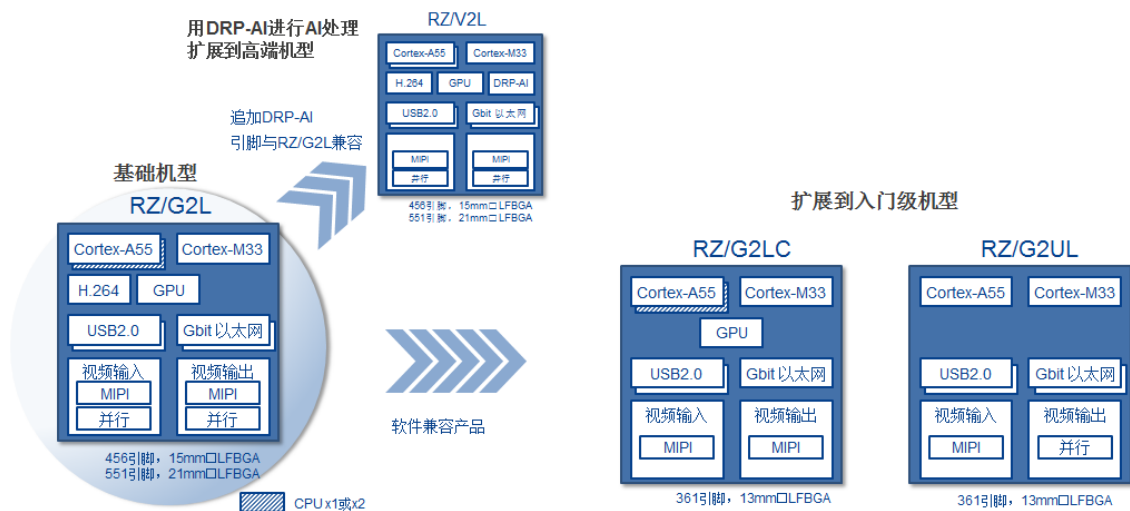 用DRP-AI进行AI处理
扩展到高端机型
RZ/V2L
Cortex-A55
Cortex-M33
H.264
GPU
DRP-AI
USB2.0
Gbit 以太网
MIPI
MIPI
并行
并行
456引脚，15mm□LFBGA
551引脚，21mm□LFBGA
追加DRP-AI
引脚与RZ/G2L兼容
基础机型
RZ/G2L
Cortex-A55
Cortex-M33
H.264
GPU
USB2.0
Gbit 以太网
视频输入
视频输出
MIPI
MIPI
并行
并行
456引脚，15mm□LFBGA
551引脚，21mm□LFBGA
CPU x1或x2
软件兼容产品
扩展到入门级机型
RZ/G2LC
Cortex-A55
Cortex-M33
GPU
USB2.0
Gbit 以太网
视频输入
视频输出
MIPI
MIPI
361引脚，13mm□LFBGA
RZ/G2UL
Cortex-A55
Cortex-M33
USB2.0
Gbit 以太网
视频输入
视频输出
MIPI
并行
361引脚，13mm□LFBGA